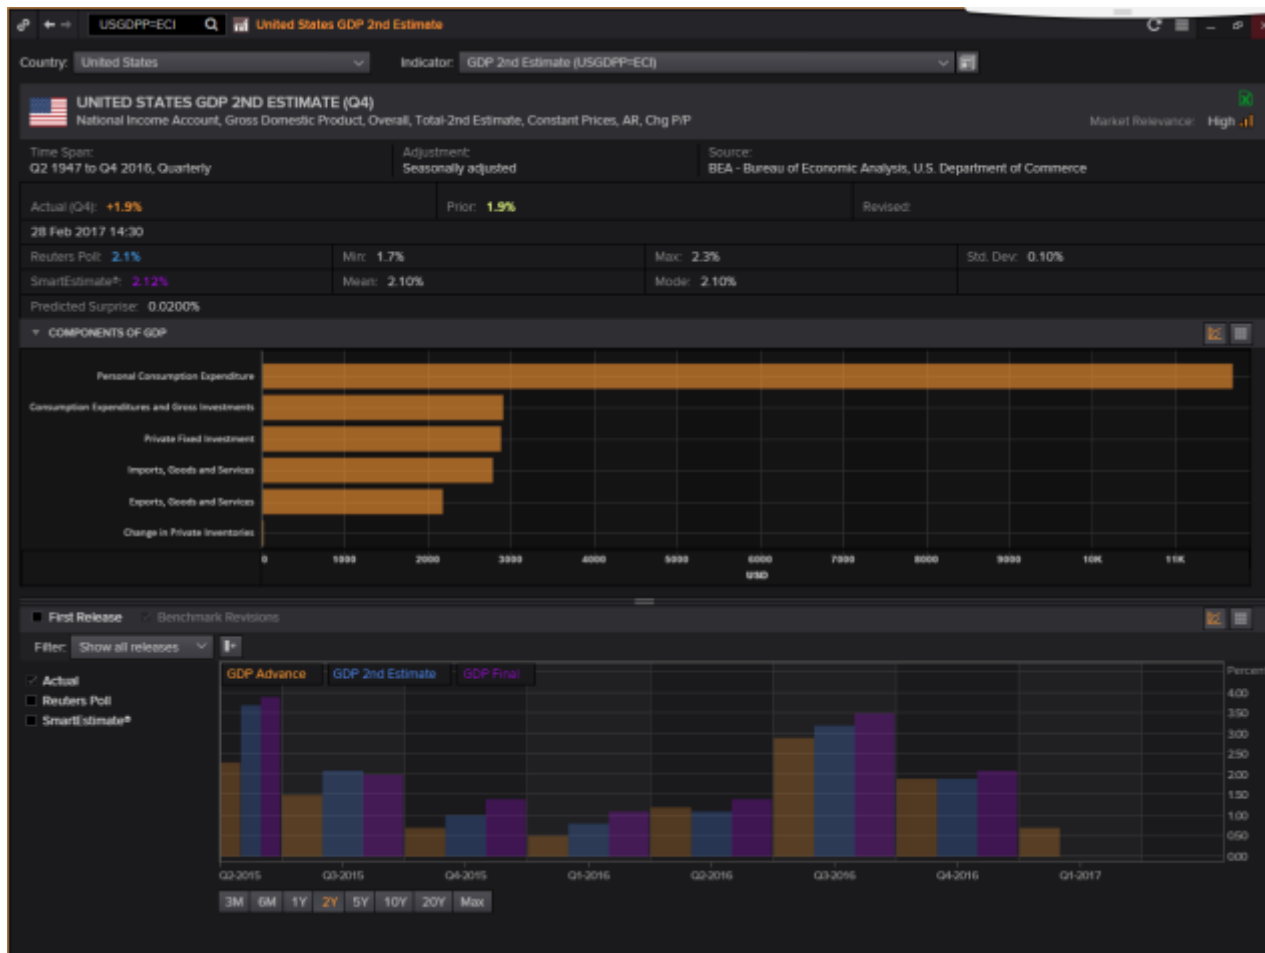 USGDPP=ECI United States GDP 2nd Estimate
Country: United States Indicator: GDP 2nd Estimate (USGDPP=ECI)
UNITED STATES GDP 2ND ESTIMATE (Q4)
National Income Account, Gross Domestic Product, Overall, Total-2nd Estimate, Constant Prices, AR, Chg P/P Market Relevance: High
Time Span: Adjustment: Source:
Q2 1947 to Q4 2016, Quarterly Seasonally adjusted BEA - Bureau of Economic Analysis, U.S. Department of Commerce
Actual (Q4): +1.9% Prior: 1.9% Revised:
28 Feb 2017 14:30
Reuters Poll: 2.1% Min: 1.7% Max: 2.3% Std. Dev: 0.10%
SmartEstimate®: 2.12% Mean: 2.10% Mode: 2.10%
Predicted Surprise: 0.0200%
COMPONENTS OF GDP
Personal Consumption Expenditure
Consumption Expenditures and Gross Investments
Private Fixed Investment
Imports, Goods and Services
Exports, Goods and Services
Change in Private Inventories
0 1000 2000 3000 4000 5000 6000 7000 8000 9000 10K 11K
USD
First Release Benchmark Revisions
Filter: Show all releases
GDP Advance GDP 2nd Estimate GDP Final Percent
Actual
Reuters Poll
SmartEstimate®
4.00
3.50
3.00
2.50
2.00
1.50
1.00
0.50
0.00
Q2-2015 Q3-2015 Q4-2015 Q1-2016 Q2-2016 Q3-2016 Q4-2016 Q1-2017
3M 6M 1Y 2Y 5Y 10Y 20Y Max